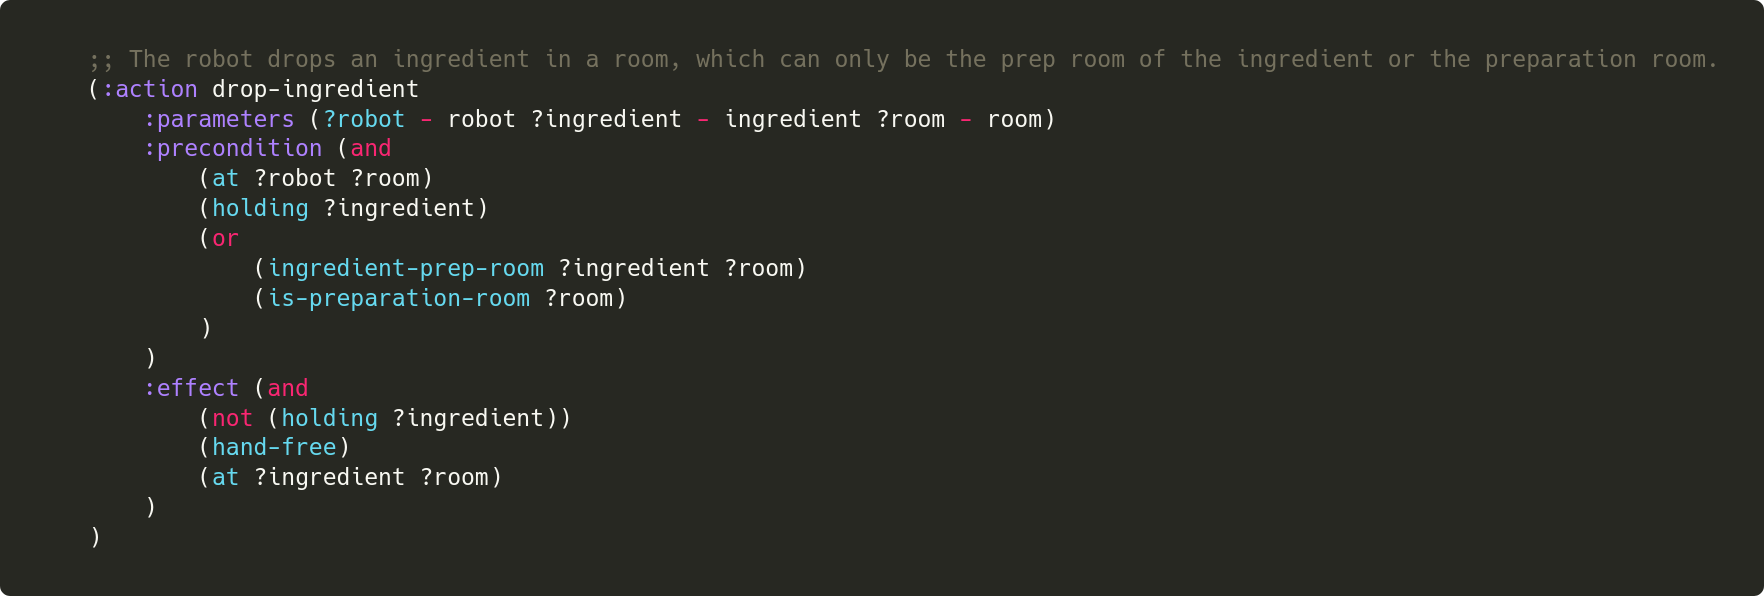 ;; The robot drops an ingredient in a room, which can only be the prep room of the ingredient or the preparation room.
(:action drop-ingredient
    :parameters (?robot - robot ?ingredient - ingredient ?room - room)
    :precondition (and
        (at ?robot ?room)
        (holding ?ingredient)
        (or
            (ingredient-prep-room ?ingredient ?room)
            (is-preparation-room ?room)
        )
    )
    :effect (and
        (not (holding ?ingredient))
        (hand-free)
        (at ?ingredient ?room)
    )
)